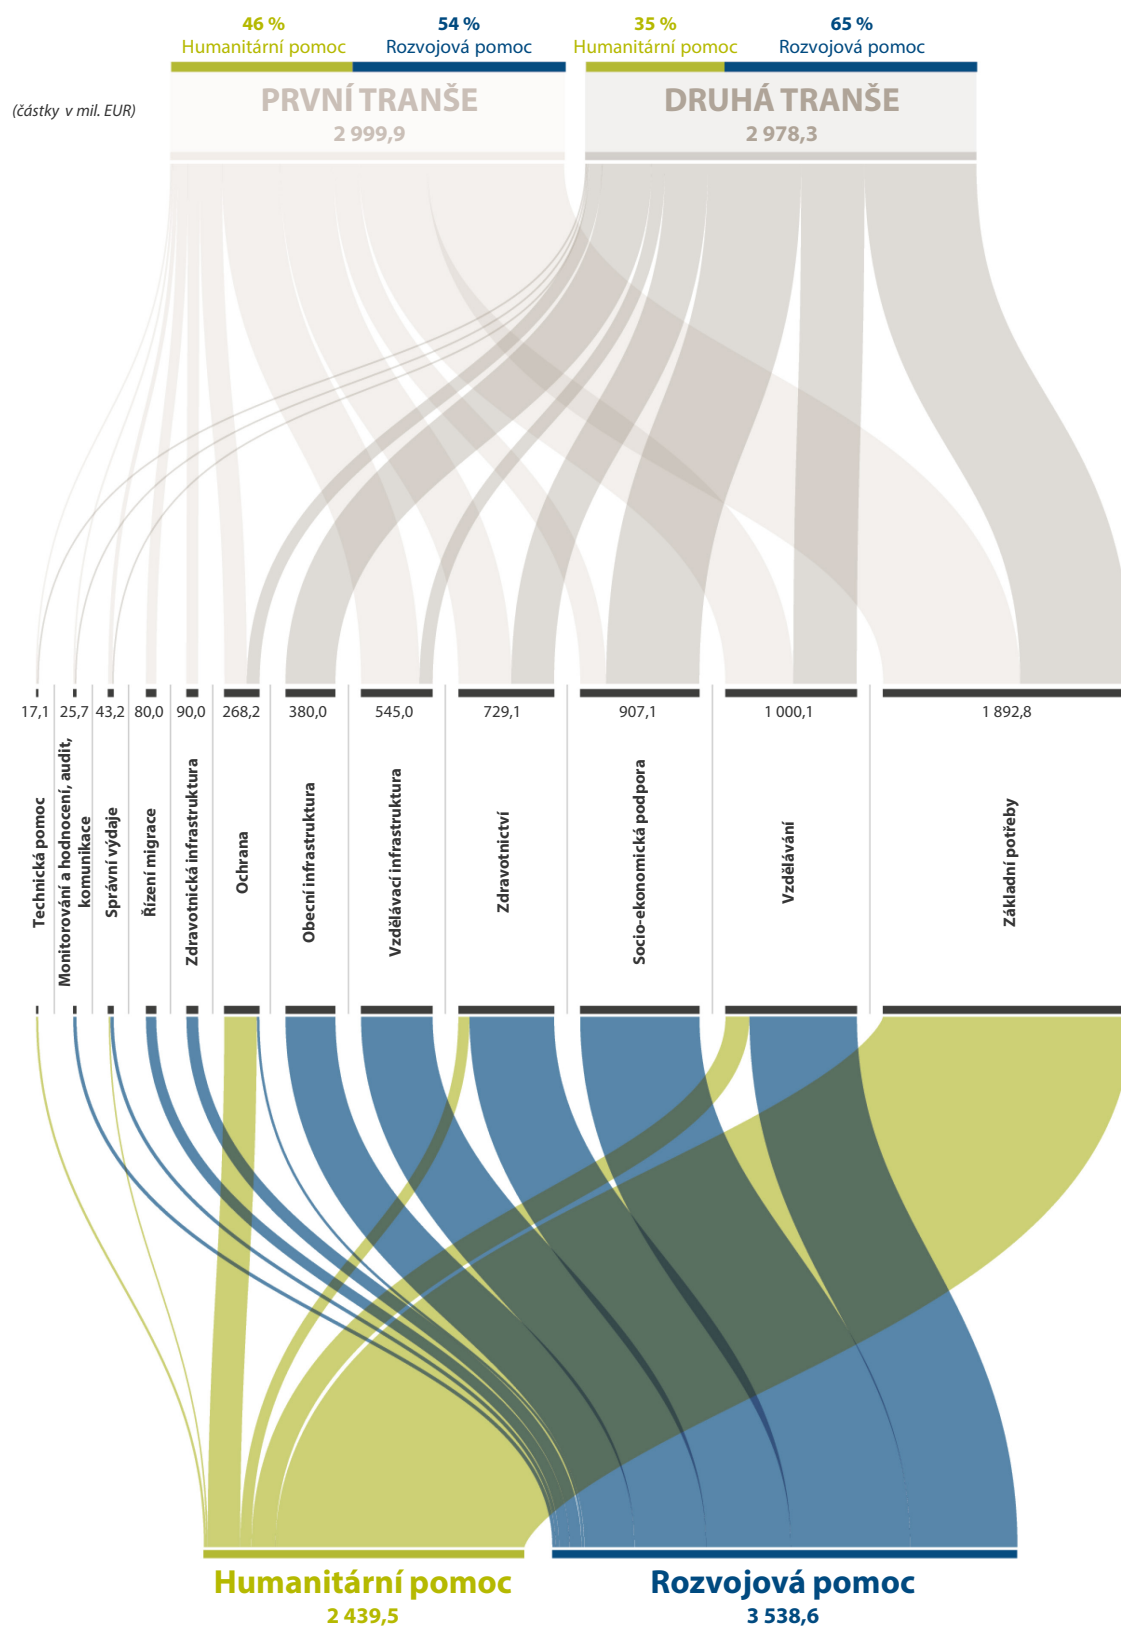 46 %
Humanitární pomoc
54 %
Rozvojová pomoc
35 %
Humanitární pomoc
65 %
Rozvojová pomoc
(částky v mil. EUR)
PRVNÍ TRANŠE
2 999,9
DRUHÁ TRANŠE
2 978,3
17,1
25,7
43,2
80,0
90,0
268,2
380,0
545,0
729,1
907,1
1 000,1
1 892,8
Technická pomoc
Monitorování a hodnocení, audit,
komunikace
Správní výdaje
Řízení migrace
Zdravotnická infrastruktura
Ochrana
Obecní infrastruktura
Vzdělávací infrastruktura
Zdravotnictví
Socio-ekonomická podpora
Vzdělávání
Základní potřeby
Humanitární pomoc
2 439,5
Rozvojová pomoc
3 538,6